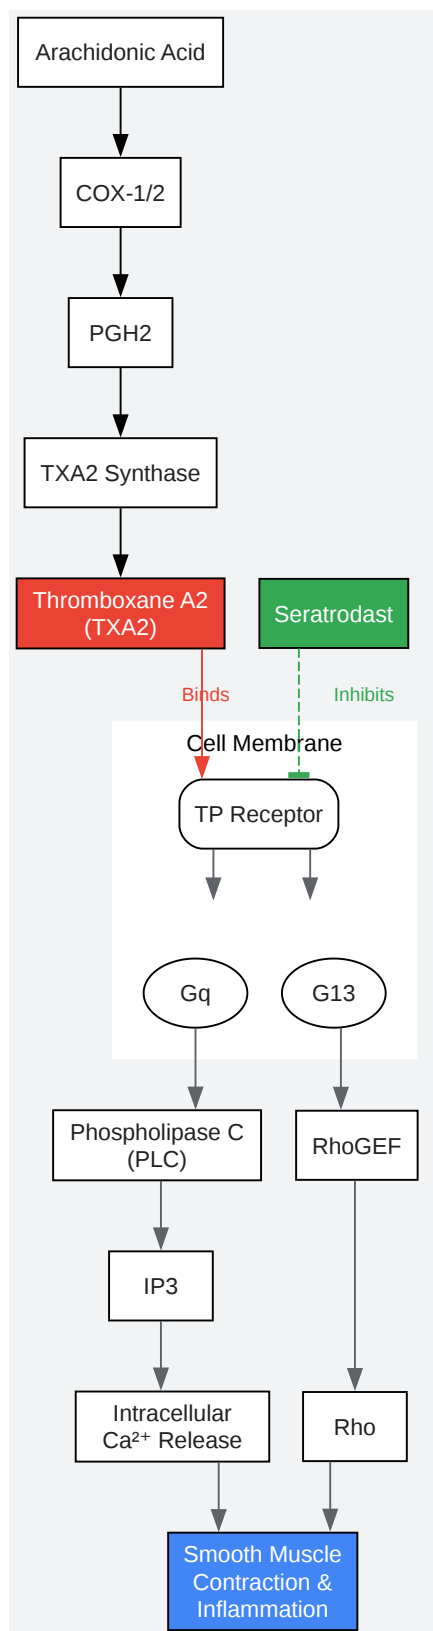 Arachidonic Acid
COX-1/2
PGH2
TXA2 Synthase
Thromboxane A2
(TXA2)
Seratrodast
Binds
Inhibits
Cell Membrane
TP Receptor
Gq
G13
Phospholipase C
(PLC)
RhoGEF
IP3
Intracellular
Ca²⁺ Release
Rho
Smooth Muscle
Contraction &
Inflammation